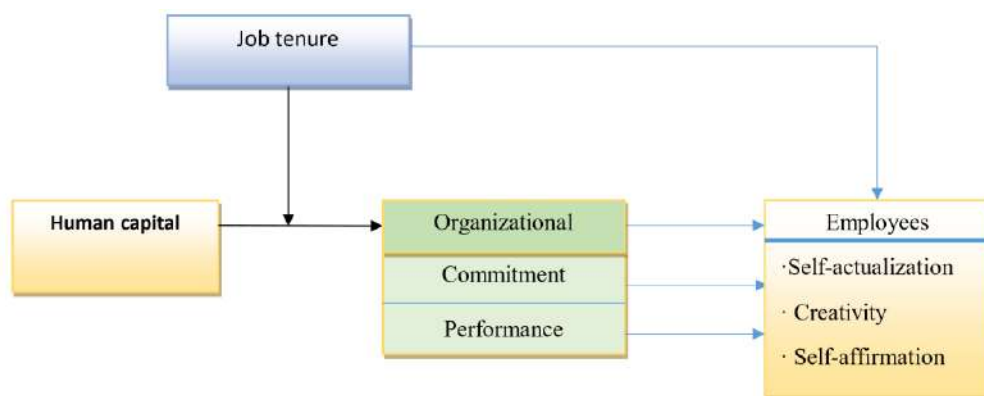 Job tenure
Human capital
Organizational
Commitment
Performance
Employees
·Self-actualization
· Creativity
· Self-affirmation